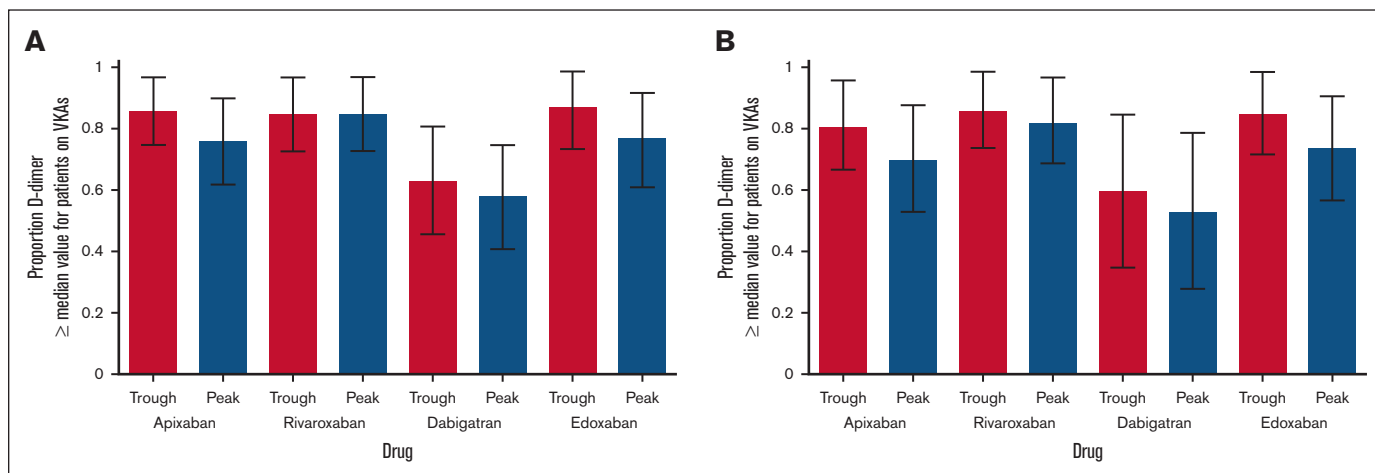 A
Proportion D-dimer
≥ median value for patients on VKAs
1
0.8
0.6
0.4
0.2
0
Trough Peak Trough Peak Trough Peak Trough Peak
Apixaban Rivaroxaban Dabigatran Edoxaban
Drug
B
Proportion D-dimer
≥ median value for patients on VKAs
1
0.8
0.6
0.4
0.2
0
Trough Peak Trough Peak Trough Peak Trough Peak
Apixaban Rivaroxaban Dabigatran Edoxaban
Drug